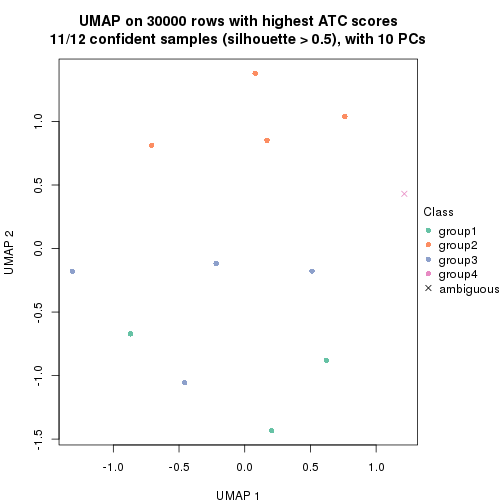 UMAP on 30000 rows with highest ATC scores
11/12 confident samples (silhouette > 0.5), with 10 PCs
1.0
0.5
0.0
-0.5
-1.0
-1.5
UMAP 2
-1.0 -0.5 0.0 0.5 1.0
UMAP 1
Class
group1
group2
group3
group4
ambiguous